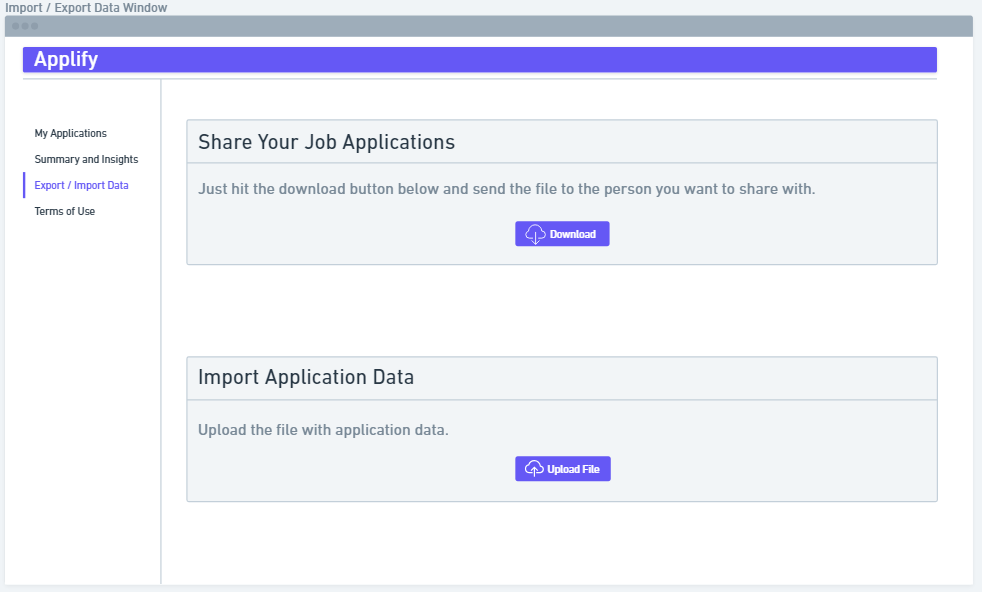 Import / Export Data Window
Applify
My Applications
Summary and Insights
Export / Import Data
Terms of Use
Share Your Job Applications
Just hit the download button below and send the file to the person you want to share with.
Download
Import Application Data
Upload the file with application data.
Upload File